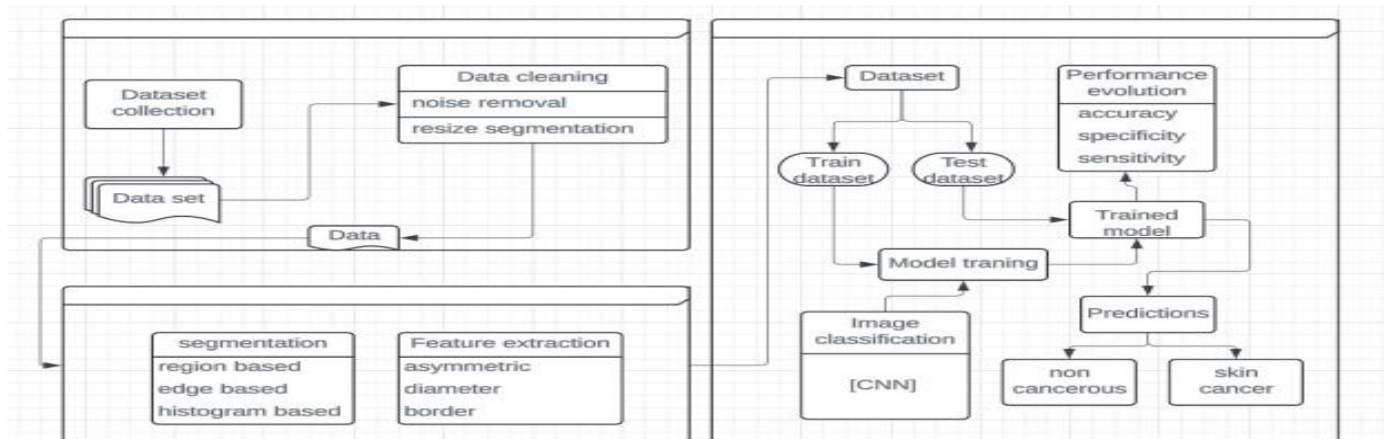 Dataset
collection
Data set
Data cleaning
noise removal
resize segmentation
Data
segmentation
region based
edge based
histogram based
Feature extraction
asymmetric
diameter
border
Dataset
Train
dataset
Test
dataset
Performance
evolution
accuracy
specificity
sensitivity
Trained
model
Model traning
Image
classification
[CNN]
Predictions
non
cancerous
skin
cancer